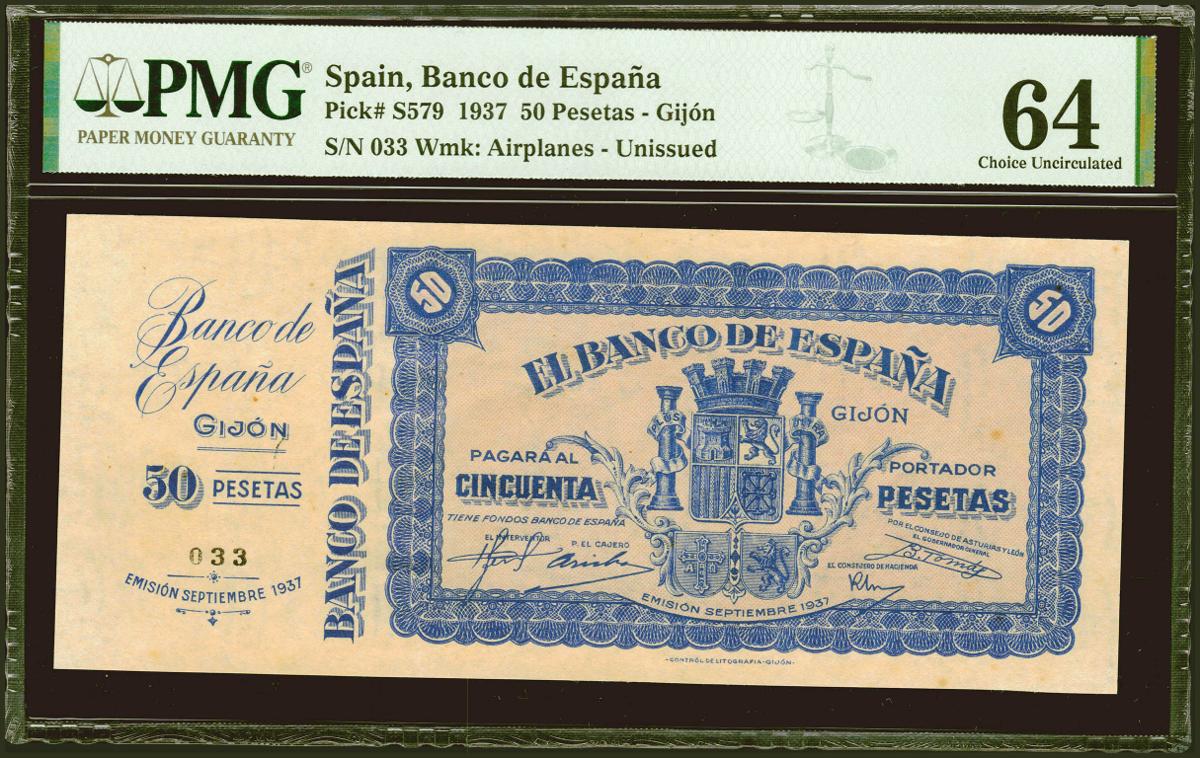 PMG®
PAPER MONEY GUARANTY
Spain, Banco de España
Pick# S579 1937 50 Pesetas - Gijón
S/N 033 Wmk: Airplanes - Unissued
64
Choice Uncirculated
Banco de
España
GIJÓN
50 PESETAS
033
EMISIÓN SEPTIEMBRE 1937
BANCO DE ESPAÑA
50
50
EL BANCO DE ESPAÑA
GIJÓN
PLUS
PAGARÁ AL PORTADOR
CINCUENTA PESETAS
TIENE FONDOS BANCO DE ESPAÑA
EL INTERVENTOR
P. EL CAJERO
POR EL CONSEJO DE ASTURIAS Y LEÓN
EL GOBERNADOR GENERAL
EL CONSEJERO DE HACIENDA
EMISIÓN SEPTIEMBRE 1937
-CONTRÓL DE LITOGRAFIA-GIJÓN-